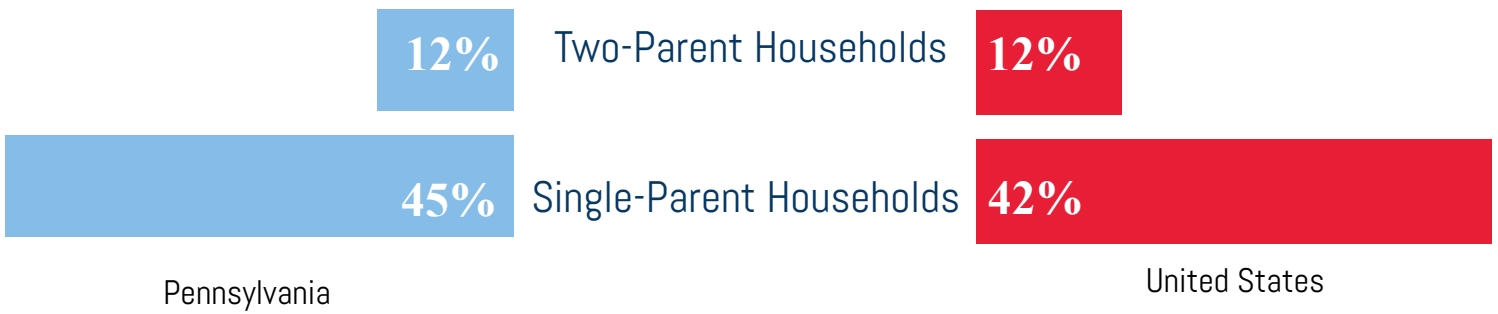 12% Two-Parent Households 12%
45% Single-Parent Households 42%
Pennsylvania United States